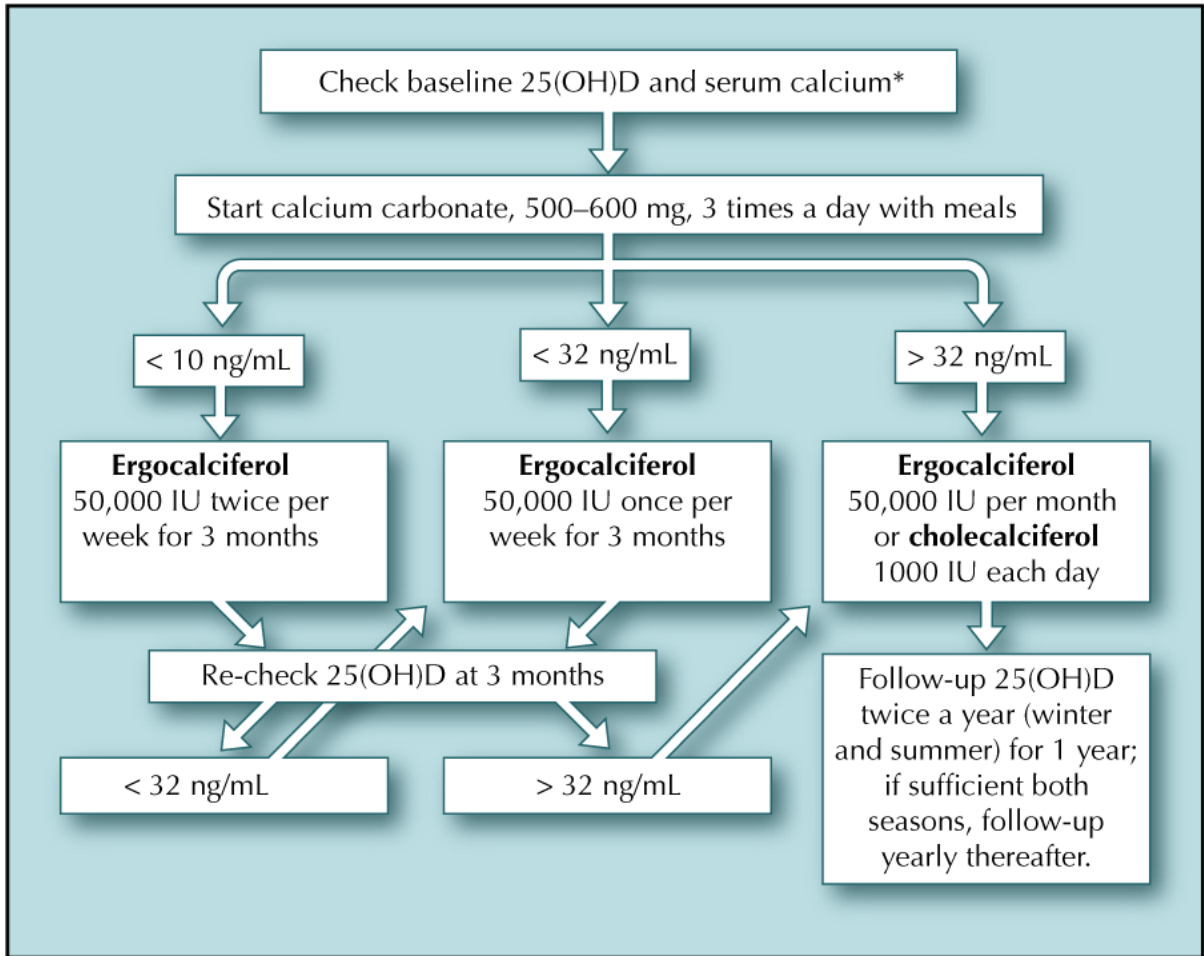 Check baseline 25(OH)D and serum calcium*
Start calcium carbonate, 500–600 mg, 3 times a day with meals
< 10 ng/mL
< 32 ng/mL
> 32 ng/mL
Ergocalciferol
50,000 IU twice per
week for 3 months
Ergocalciferol
50,000 IU once per
week for 3 months
Ergocalciferol
50,000 IU per month
or cholecalciferol
1000 IU each day
Re-check 25(OH)D at 3 months
< 32 ng/mL
> 32 ng/mL
Follow-up 25(OH)D
twice a year (winter
and summer) for 1 year;
if sufficient both
seasons, follow-up
yearly thereafter.